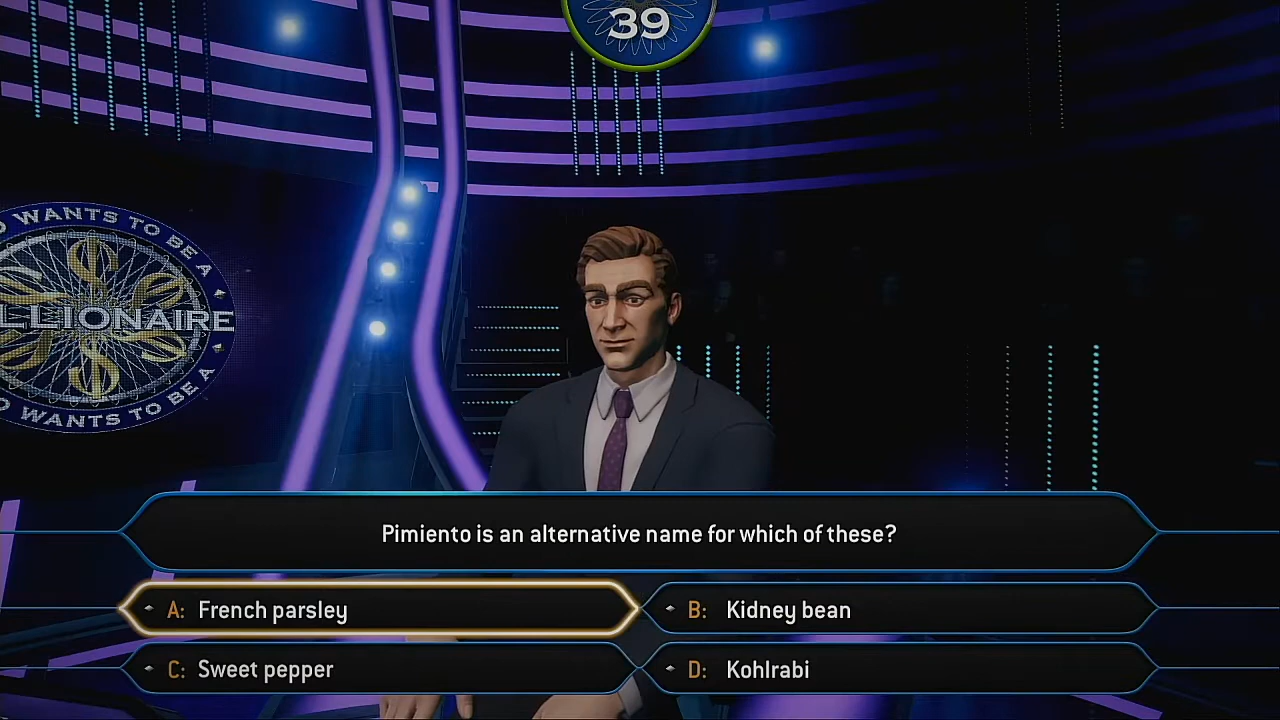 39
O WANTS TO BE A
LLIONAIRE
O WANTS TO BE A
Pimiento is an alternative name for which of these?
A: French parsley
B: Kidney bean
C: Sweet pepper
D: Kohlrabi